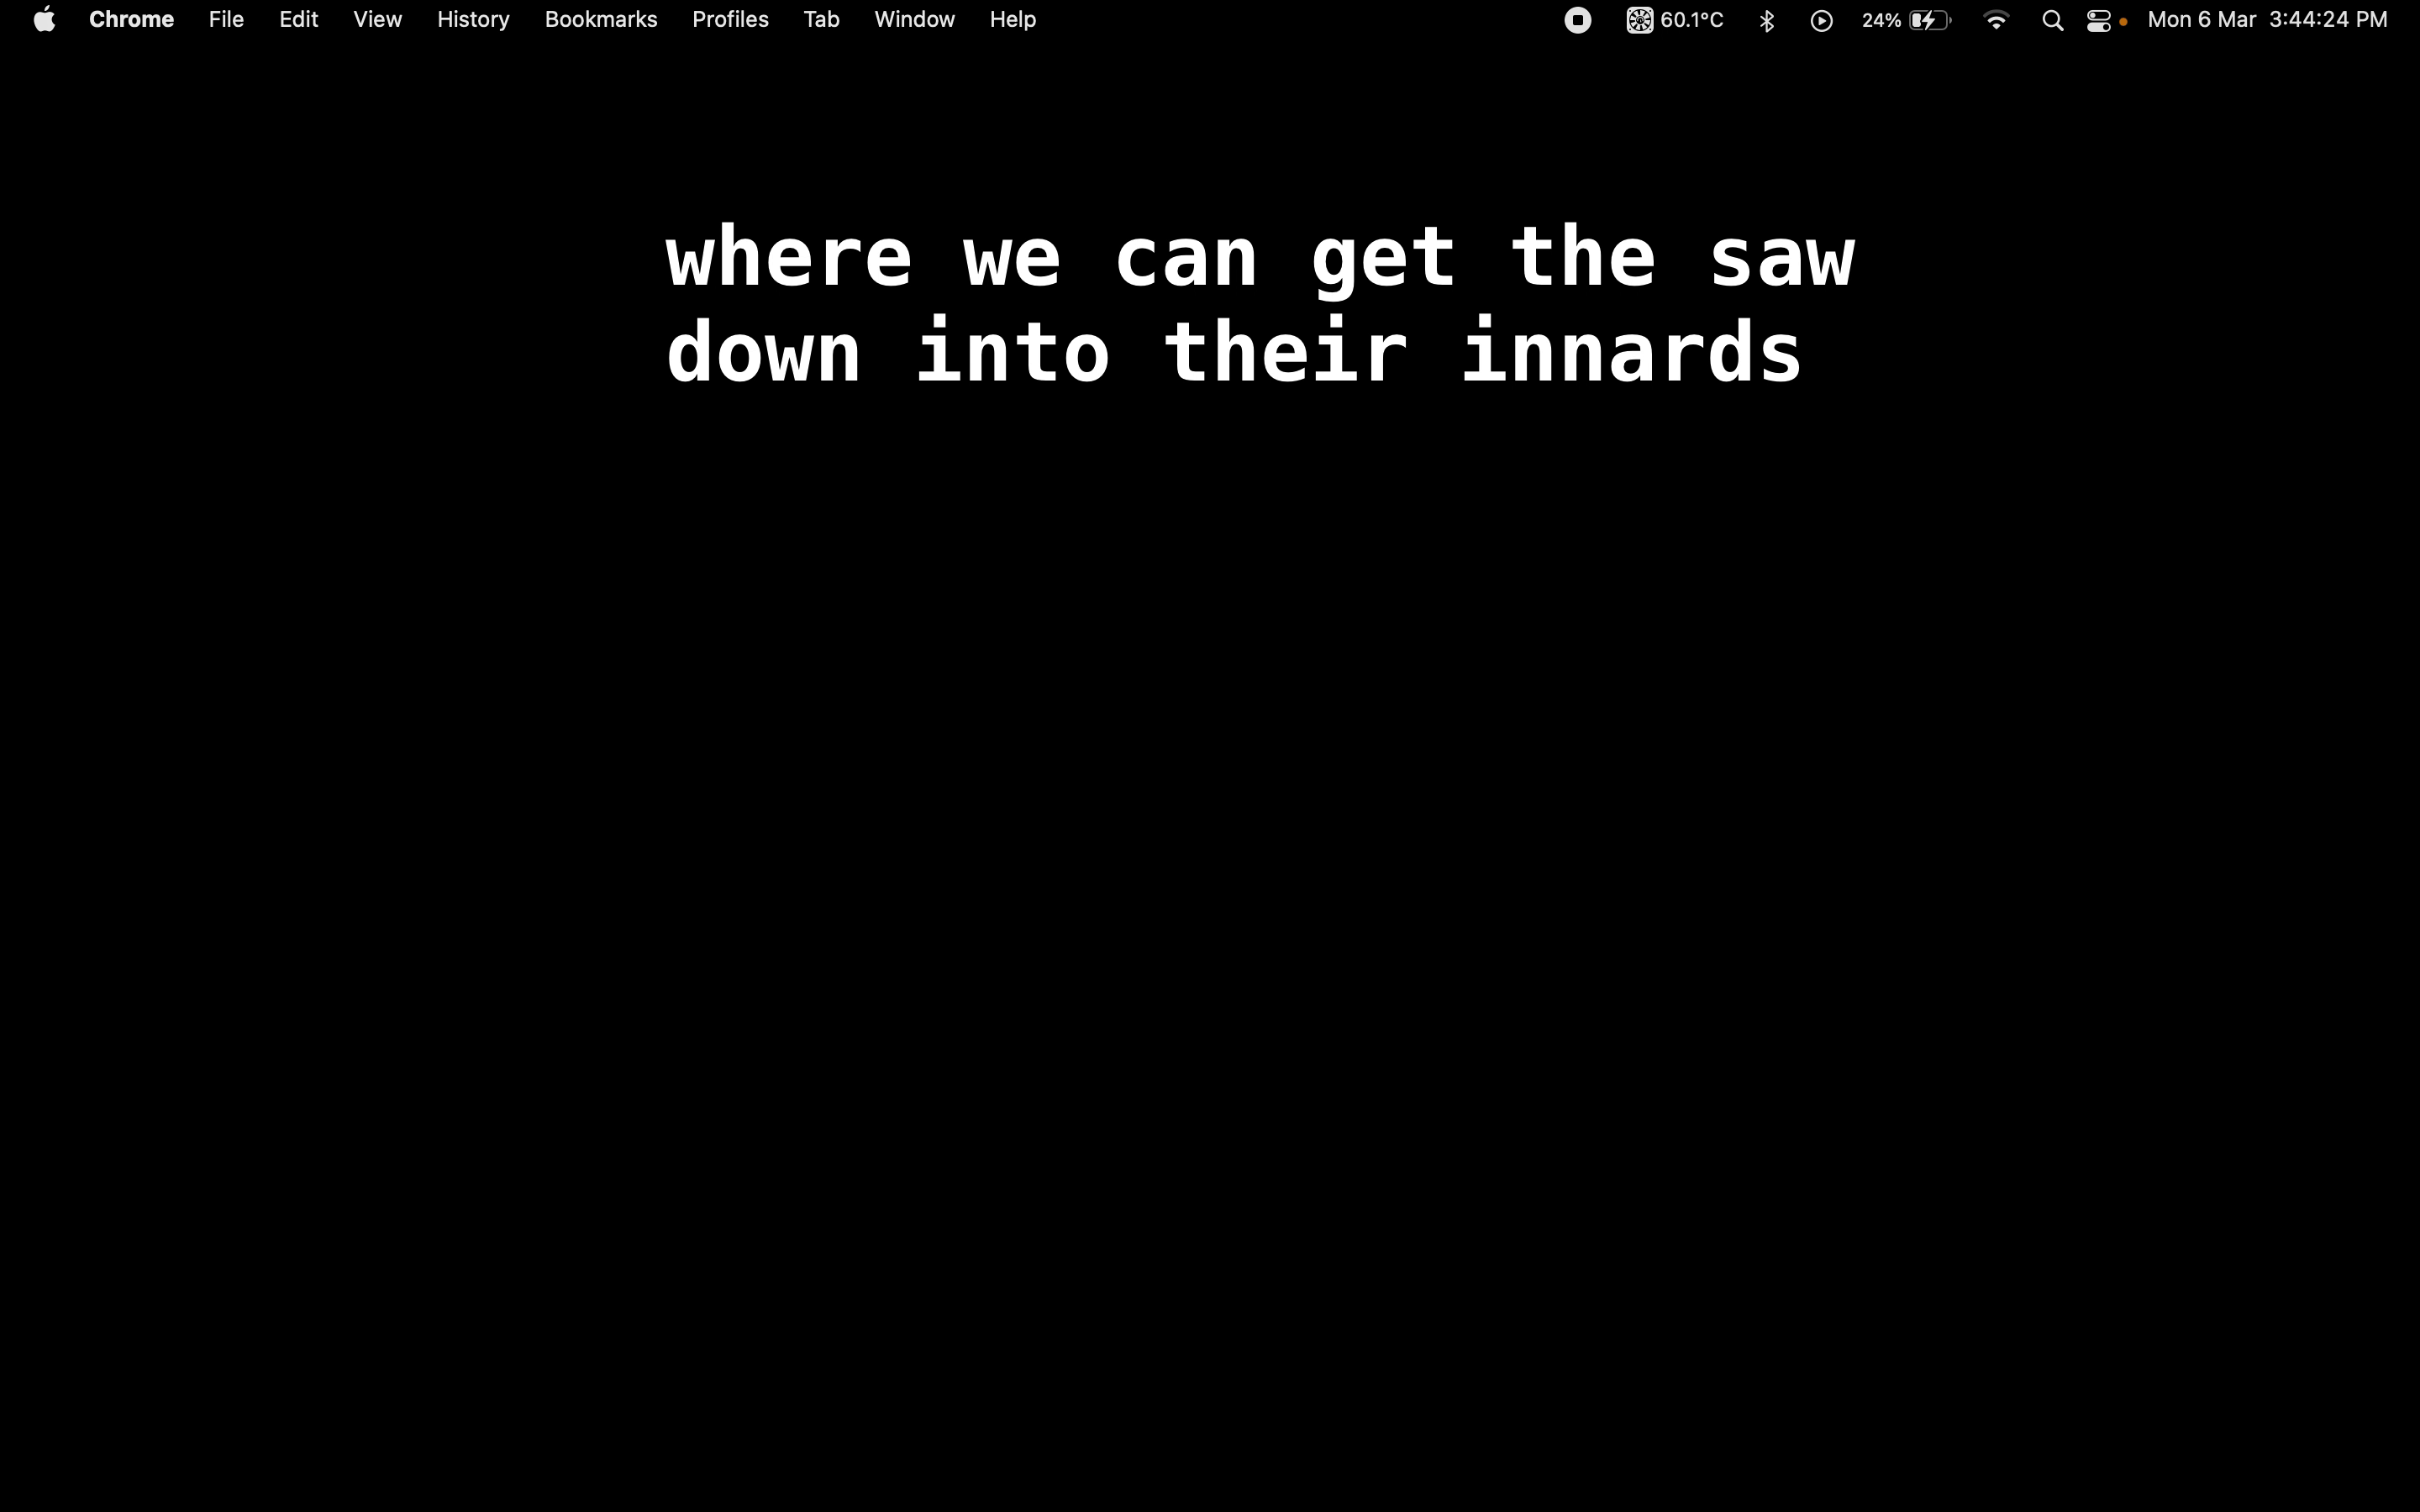 Chrome File Edit View History Bookmarks Profiles Tab Window Help 60.1°C 24% Mon 6 Mar 3:44:24 PM
where we can get the saw
down into their innards